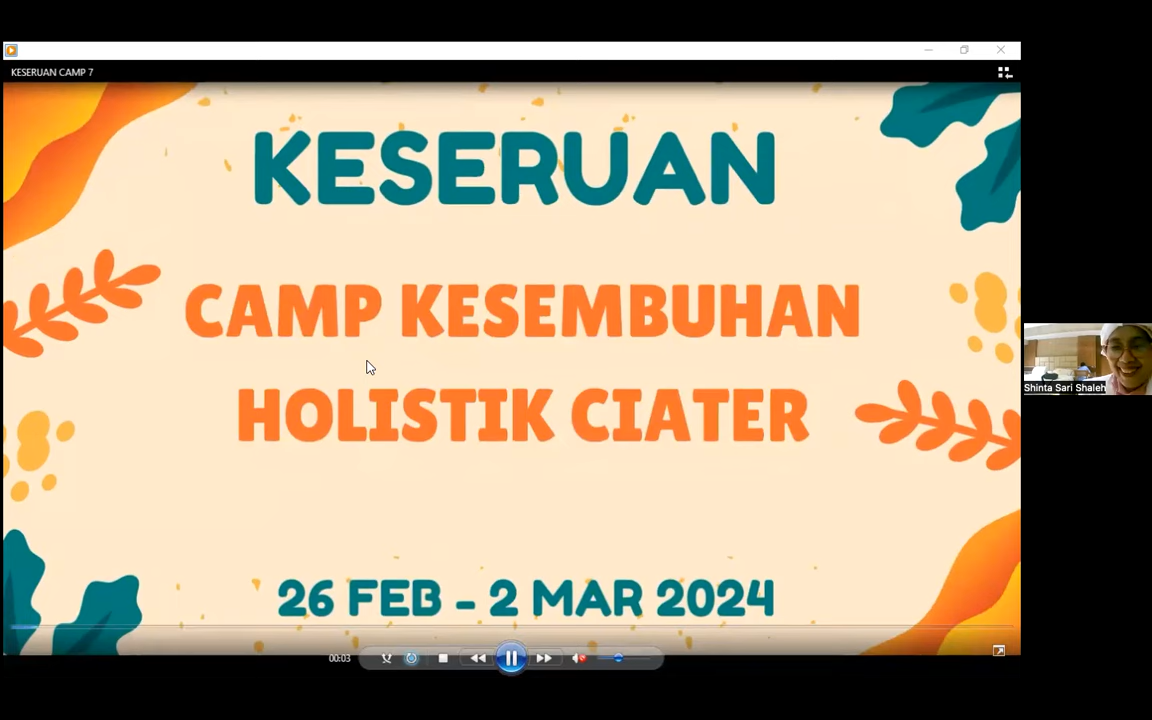 KESERUAN CAMP 7
KESERUAN
CAMP KESEMBUHAN
HOLISTIK CIATER
26 FEB - 2 MAR 2024
00:03
Shinta Sari Shaleh